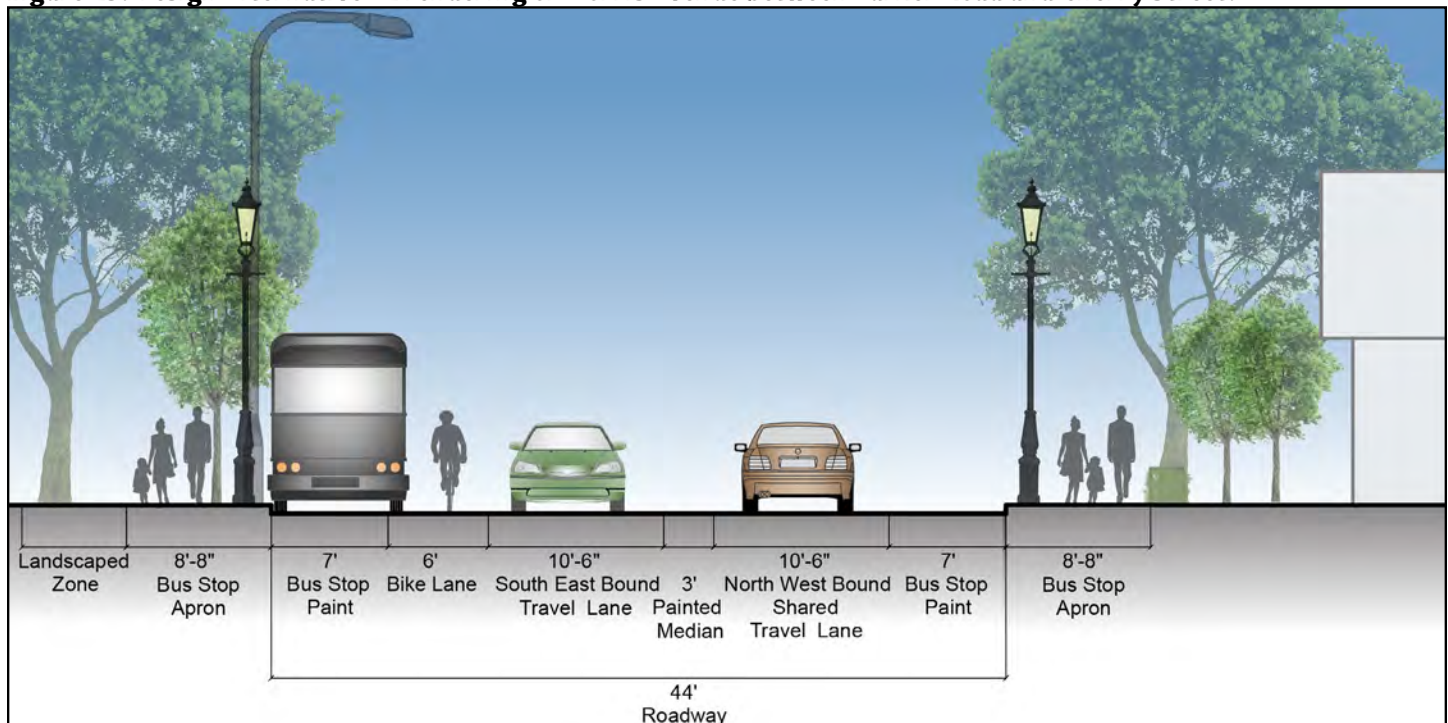 Landscaped
Zone
8'-8"
Bus Stop
Apron
7'
Bus Stop
Paint
6'
Bike Lane
10'-6"
South East Bound
Travel Lane
3'
Painted
Median
10'-6"
North West Bound
Shared
Travel Lane
7'
Bus Stop
Paint
8'-8"
Bus Stop
Apron
44'
Roadway